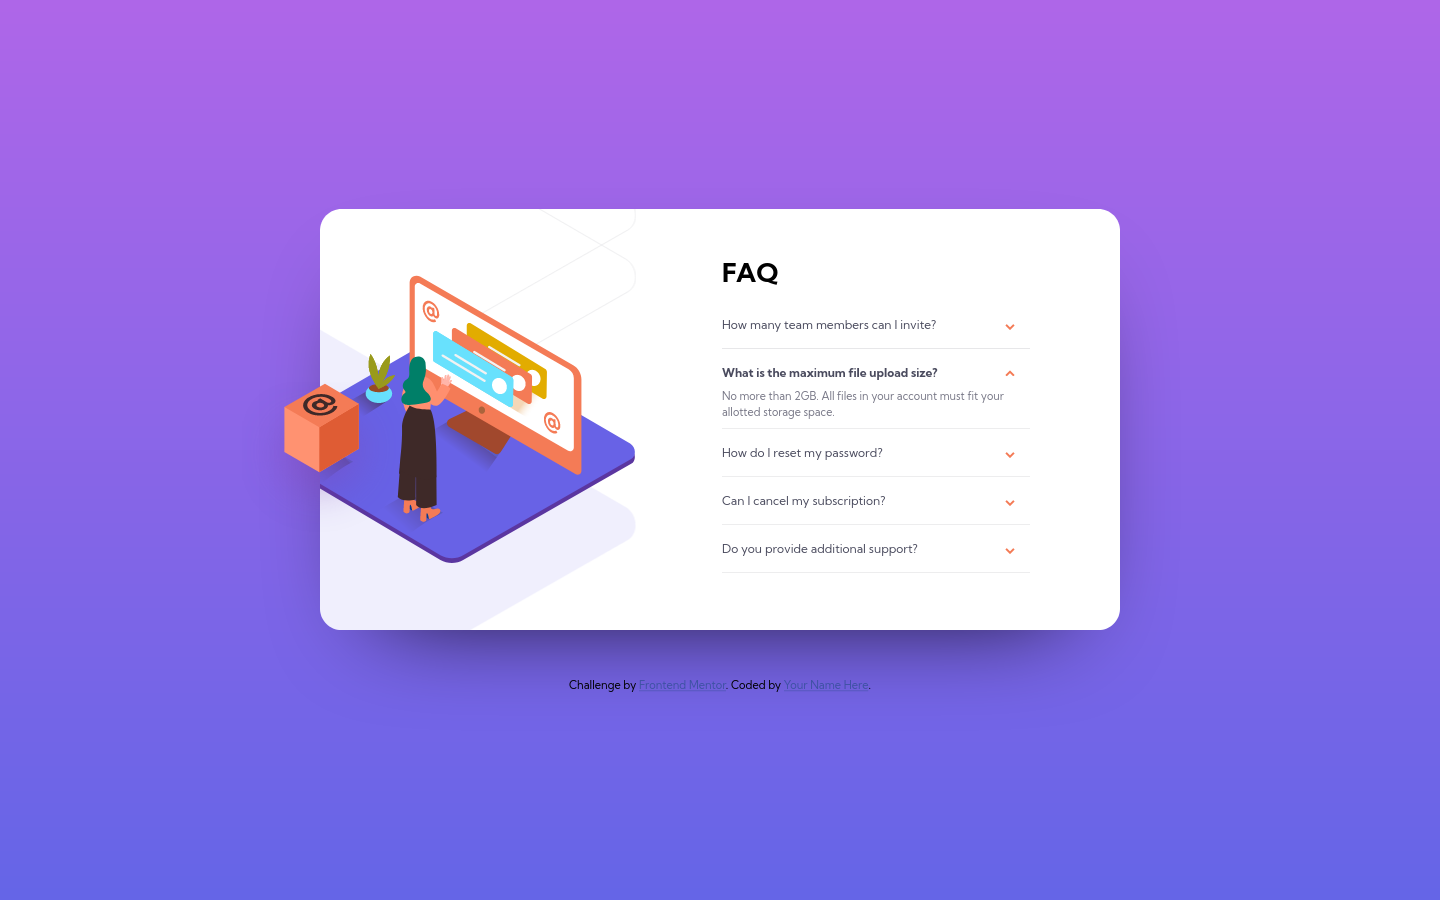 FAQ
How many team members can I invite?
What is the maximum file upload size?
No more than 2GB. All files in your account must fit your
allotted storage space.
How do I reset my password?
Can I cancel my subscription?
Do you provide additional support?
Challenge by Frontend Mentor. Coded by Your Name Here.
@
@
@